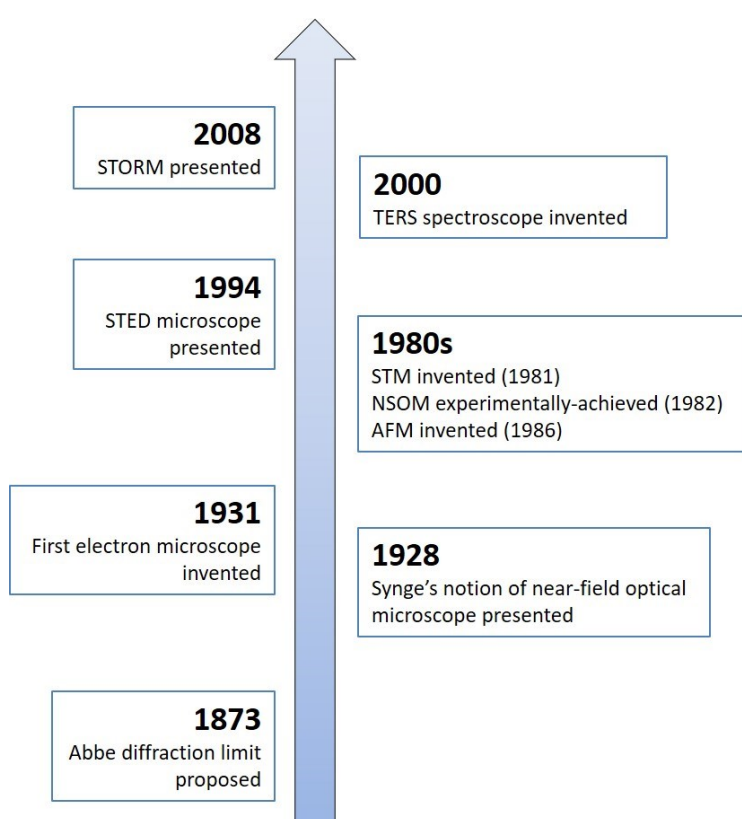 2008
STORM presented
2000
TERS spectroscope invented
1994
STED microscope
presented
1980s
STM invented (1981)
NSOM experimentally-achieved (1982)
AFM invented (1986)
1931
First electron microscope
invented
1928
Synge’s notion of near-field optical
microscope presented
1873
Abbe diffraction limit
proposed